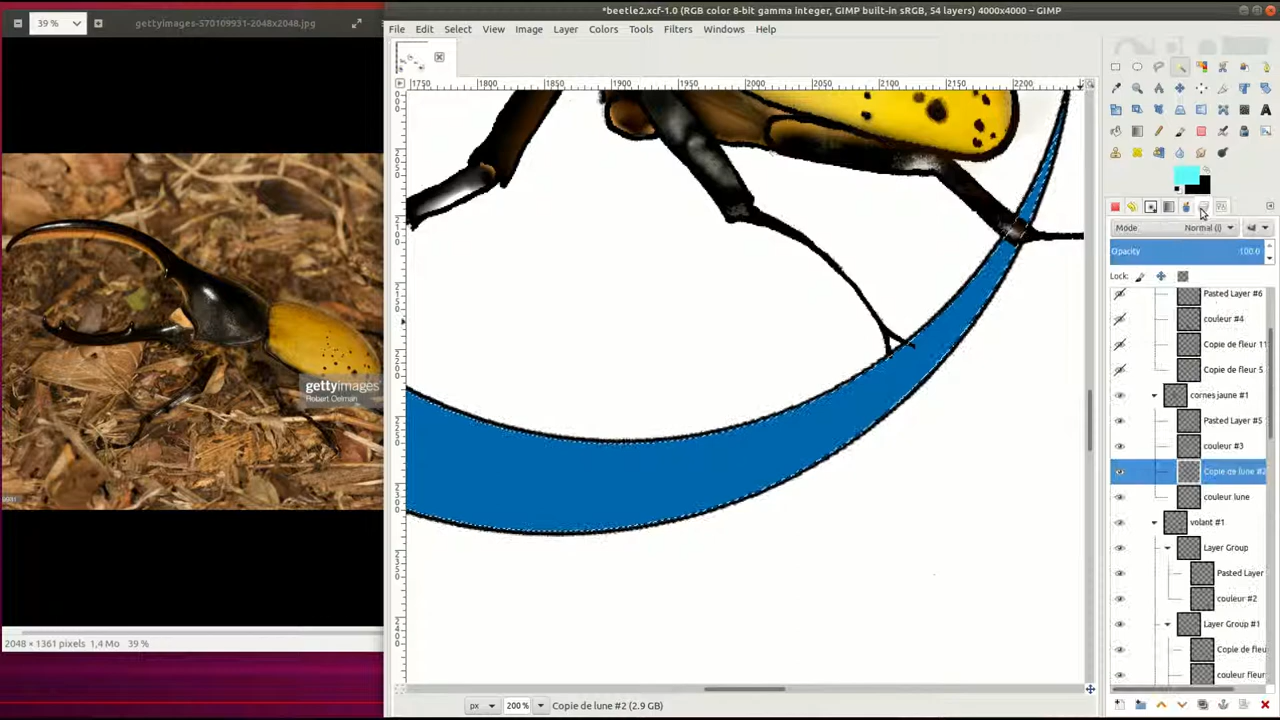 39 %
gettyimages-570109931-2048x2048.jpg
*beetle2.xcf-1.0 (RGB color 8-bit gamma integer, GIMP built-in sRGB, 54 layers) 4000x4000 – GIMP
File Edit Select View Image Layer Colors Tools Filters Windows Help
1750 1800 1850 1900 1950 2000 2050 2100 2150 2200
Mode Normal (l)
Opacity 100.0
Lock:
Pasted Layer #6
couleur #4
Copie de fleur 11
Copie de fleur 5
cornes jaune #1
Pasted Layer #5
couleur #3
Copie de lune #2
couleur lune
volant #1
Layer Group
Pasted Layer
couleur #2
Layer Group #1
Copie de fleu
couleur fleur
gettyimages
Robert Oelman
2048 × 1361 pixels 1,4 Mo 39 %
px 200 % Copie de lune #2 (2.9 GB)